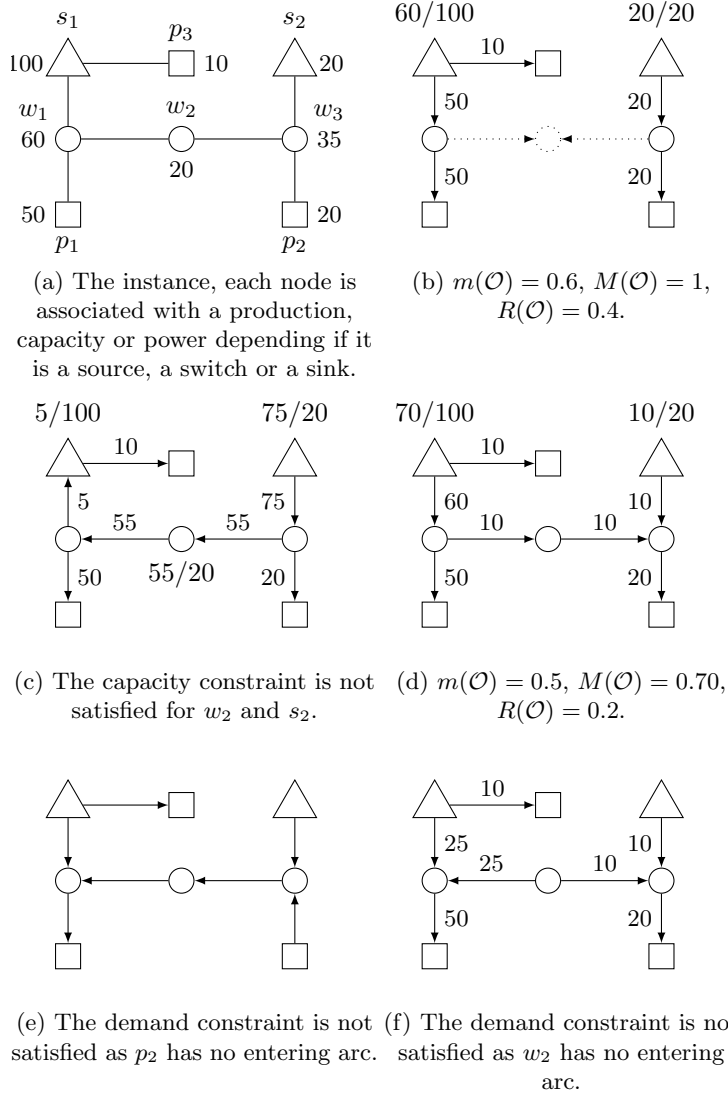 s₁ p₃ s₂
100 10 20
w₁ w₂ w₃
60 20 35
50 20
p₁ p₂
(a) The instance, each node is
associated with a production,
capacity or power depending if it
is a source, a switch or a sink.
60/100 20/20
10
50 20
50 20
(b) m(𝒪) = 0.6, M(𝒪) = 1,
R(𝒪) = 0.4.
5/100 75/20
10
5 75
55 55
55/20
50 20
(c) The capacity constraint is not
satisfied for w₂ and s₂.
70/100 10/20
10
60 10
10 10
50 20
(d) m(𝒪) = 0.5, M(𝒪) = 0.70,
R(𝒪) = 0.2.
(e) The demand constraint is not
satisfied as p₂ has no entering arc.
10
25 10
25 10
50 20
(f) The demand constraint is no
satisfied as w₂ has no entering
arc.